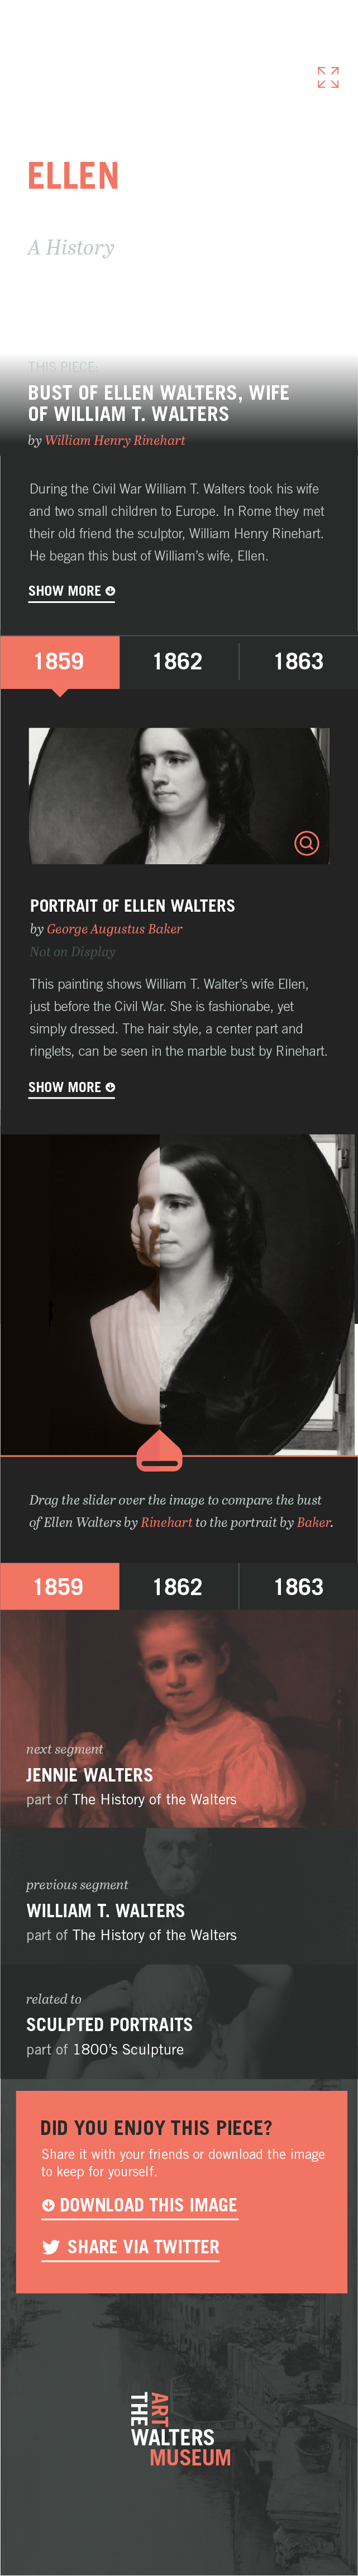 ELLEN
A History
THIS PIECE:
BUST OF ELLEN WALTERS, WIFE
OF WILLIAM T. WALTERS
by William Henry Rinehart
During the Civil War William T. Walters took his wife
and two small children to Europe. In Rome they met
their old friend the sculptor, William Henry Rinehart.
He began this bust of William's wife, Ellen.
SHOW MORE
1859 1862 1863
PORTRAIT OF ELLEN WALTERS
by George Augustus Baker
Not on Display
This painting shows William T. Walter's wife Ellen,
just before the Civil War. She is fashionabe, yet
simply dressed. The hair style, a center part and
ringlets, can be seen in the marble bust by Rinehart.
SHOW MORE
Drag the slider over the image to compare the bust
of Ellen Walters by Rinehart to the portrait by Baker.
1859 1862 1863
next segment
JENNIE WALTERS
part of The History of the Walters
previous segment
WILLIAM T. WALTERS
part of The History of the Walters
related to
SCULPTED PORTRAITS
part of 1800's Sculpture
DID YOU ENJOY THIS PIECE?
Share it with your friends or download the image
to keep for yourself.
DOWNLOAD THIS IMAGE
SHARE VIA TWITTER
THE
ART
WALTERS
MUSEUM